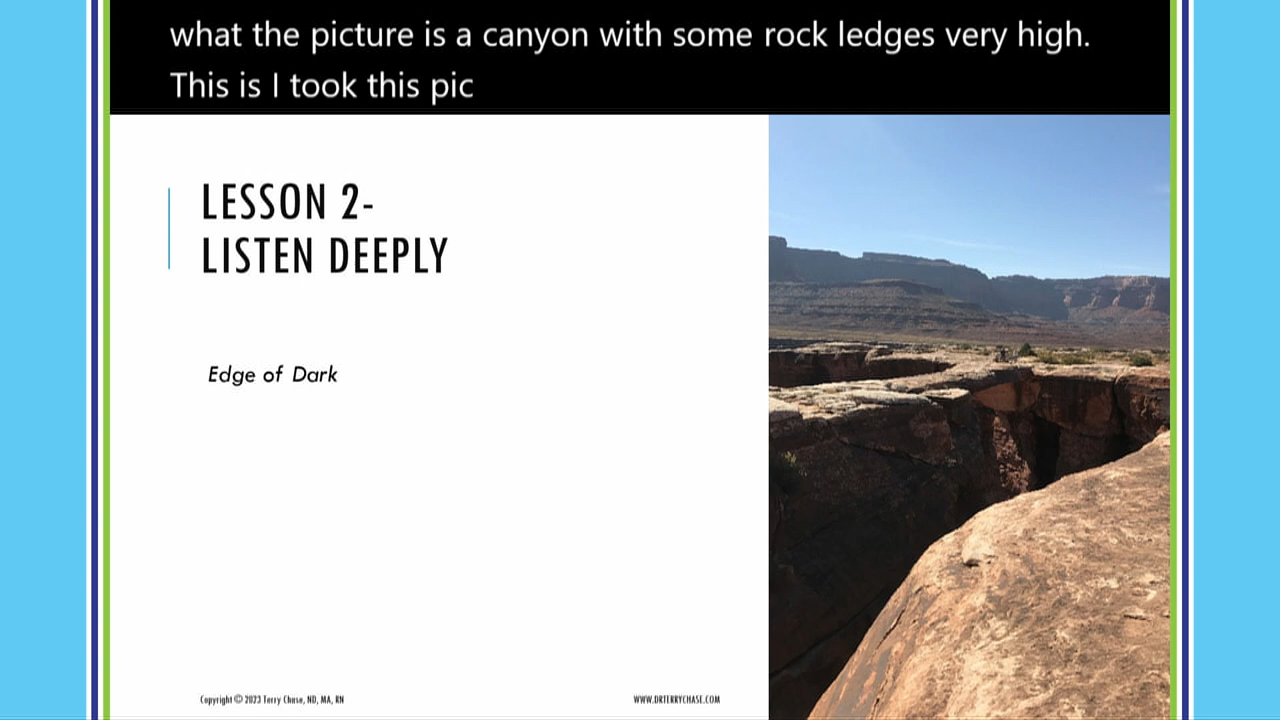 what the picture is a canyon with some rock ledges very high.
This is I took this pic
LESSON 2-
LISTEN DEEPLY
Edge of Dark
Copyright © 2023 Terry Chase, ND, MA, RN
WWW.DRTERRYCHASE.COM